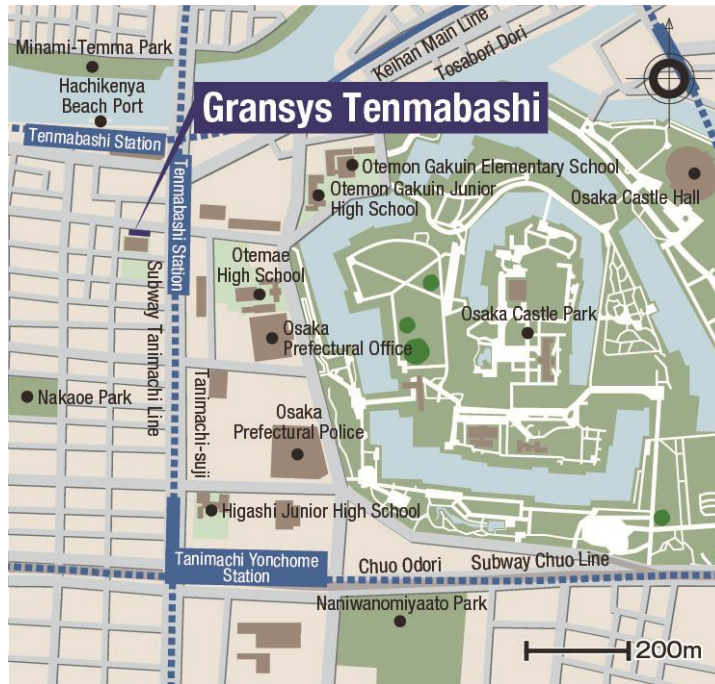 Minami-Temma Park
Hachikenya
Beach Port
Keihan Main Line
Tosabori Dori
Gransys Tenmabashi
Tenmabashi Station
Tenmabashi Station
Otemon Gakuin Elementary School
Otemon Gakuin Junior
High School
Osaka Castle Hall
Otemae
High School
Subway Tanimachi Line
Osaka
Prefectural Office
Osaka Castle Park
Nakaoe Park
Tanimachi-suji
Osaka
Prefectural Police
Higashi Junior High School
Tanimachi Yonchome
Station
Chuo Odori
Subway Chuo Line
Naniwanomiyaato Park
200m